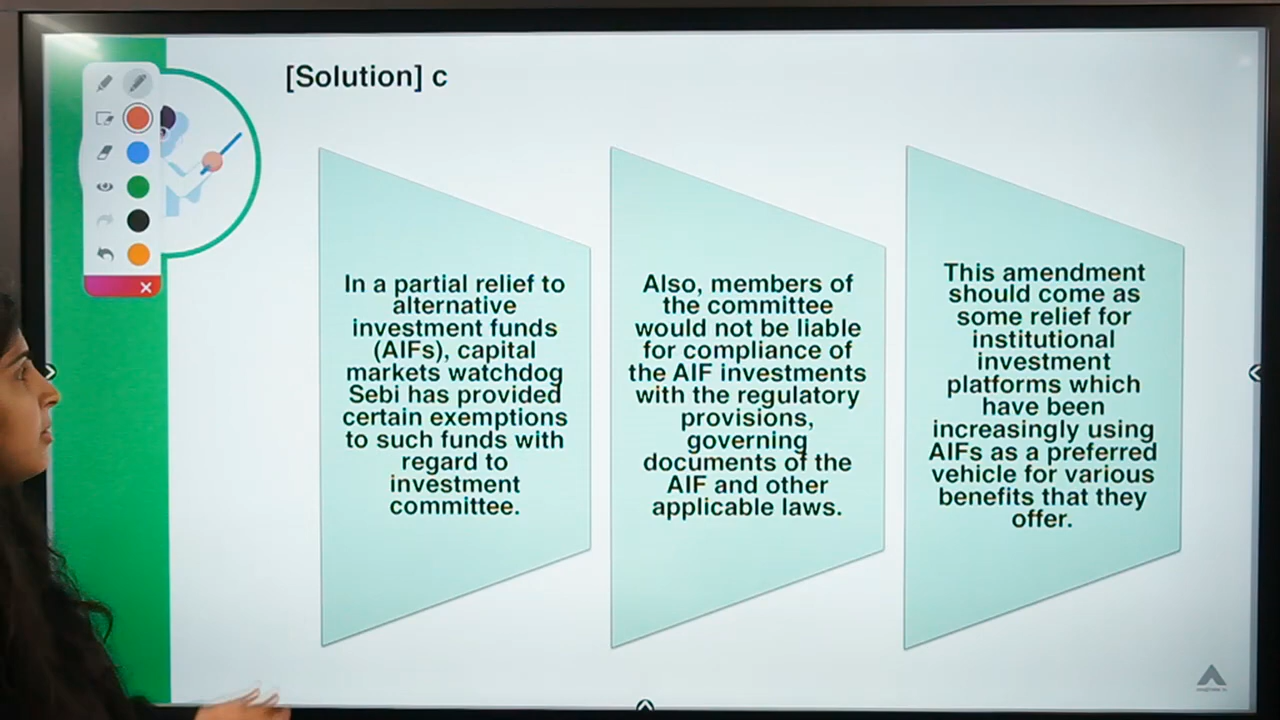 [Solution] c
In a partial relief to
alternative
investment funds
(AIFs), capital
markets watchdog
Sebi has provided
certain exemptions
to such funds with
regard to
investment
committee.
Also, members of
the committee
would not be liable
for compliance of
the AIF investments
with the regulatory
provisions,
governing
documents of the
AIF and other
applicable laws.
This amendment
should come as
some relief for
institutional
investment
platforms which
have been
increasingly using
AIFs as a preferred
vehicle for various
benefits that they
offer.